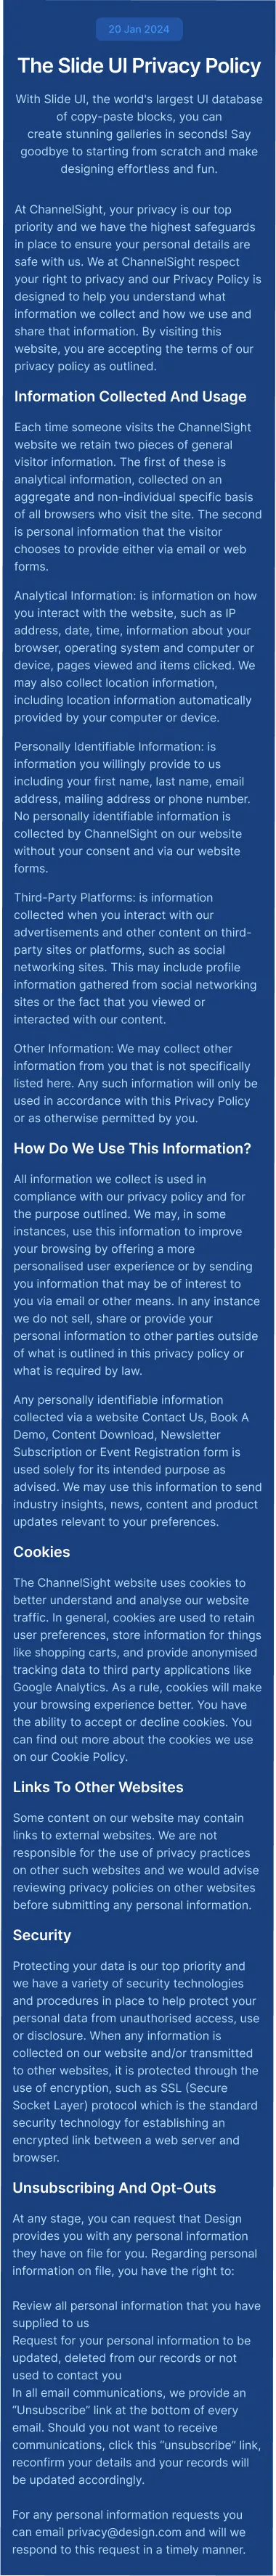 20 Jan 2024
The Slide UI Privacy Policy
With Slide UI, the world's largest UI database
of copy-paste blocks, you can
create stunning galleries in seconds! Say
goodbye to starting from scratch and make
designing effortless and fun.
At ChannelSight, your privacy is our top
priority and we have the highest safeguards
in place to ensure your personal details are
safe with us. We at ChannelSight respect
your right to privacy and our Privacy Policy is
designed to help you understand what
information we collect and how we use and
share that information. By visiting this
website, you are accepting the terms of our
privacy policy as outlined.
Information Collected And Usage
Each time someone visits the ChannelSight
website we retain two pieces of general
visitor information. The first of these is
analytical information, collected on an
aggregate and non-individual specific basis
of all browsers who visit the site. The second
is personal information that the visitor
chooses to provide either via email or web
forms.
Analytical Information: is information on how
you interact with the website, such as IP
address, date, time, information about your
browser, operating system and computer or
device, pages viewed and items clicked. We
may also collect location information,
including location information automatically
provided by your computer or device.
Personally Identifiable Information: is
information you willingly provide to us
including your first name, last name, email
address, mailing address or phone number.
No personally identifiable information is
collected by ChannelSight on our website
without your consent and via our website
forms.
Third-Party Platforms: is information
collected when you interact with our
advertisements and other content on third-
party sites or platforms, such as social
networking sites. This may include profile
information gathered from social networking
sites or the fact that you viewed or
interacted with our content.
Other Information: We may collect other
information from you that is not specifically
listed here. Any such information will only be
used in accordance with this Privacy Policy
or as otherwise permitted by you.
How Do We Use This Information?
All information we collect is used in
compliance with our privacy policy and for
the purpose outlined. We may, in some
instances, use this information to improve
your browsing by offering a more
personalised user experience or by sending
you information that may be of interest to
you via email or other means. In any instance
we do not sell, share or provide your
personal information to other parties outside
of what is outlined in this privacy policy or
what is required by law.
Any personally identifiable information
collected via a website Contact Us, Book A
Demo, Content Download, Newsletter
Subscription or Event Registration form is
used solely for its intended purpose as
advised. We may use this information to send
industry insights, news, content and product
updates relevant to your preferences.
Cookies
The ChannelSight website uses cookies to
better understand and analyse our website
traffic. In general, cookies are used to retain
user preferences, store information for things
like shopping carts, and provide anonymised
tracking data to third party applications like
Google Analytics. As a rule, cookies will make
your browsing experience better. You have
the ability to accept or decline cookies. You
can find out more about the cookies we use
on our Cookie Policy.
Links To Other Websites
Some content on our website may contain
links to external websites. We are not
responsible for the use of privacy practices
on other such websites and we would advise
reviewing privacy policies on other websites
before submitting any personal information.
Security
Protecting your data is our top priority and
we have a variety of security technologies
and procedures in place to help protect your
personal data from unauthorised access, use
or disclosure. When any information is
collected on our website and/or transmitted
to other websites, it is protected through the
use of encryption, such as SSL (Secure
Socket Layer) protocol which is the standard
security technology for establishing an
encrypted link between a web server and
browser.
Unsubscribing And Opt-Outs
At any stage, you can request that Design
provides you with any personal information
they have on file for you. Regarding personal
information on file, you have the right to:
Review all personal information that you have
supplied to us
Request for your personal information to be
updated, deleted from our records or not
used to contact you
In all email communications, we provide an
“Unsubscribe” link at the bottom of every
email. Should you not want to receive
communications, click this “unsubscribe” link,
reconfirm your details and your records will
be updated accordingly.
For any personal information requests you
can email privacy@design.com and will we
respond to this request in a timely manner.